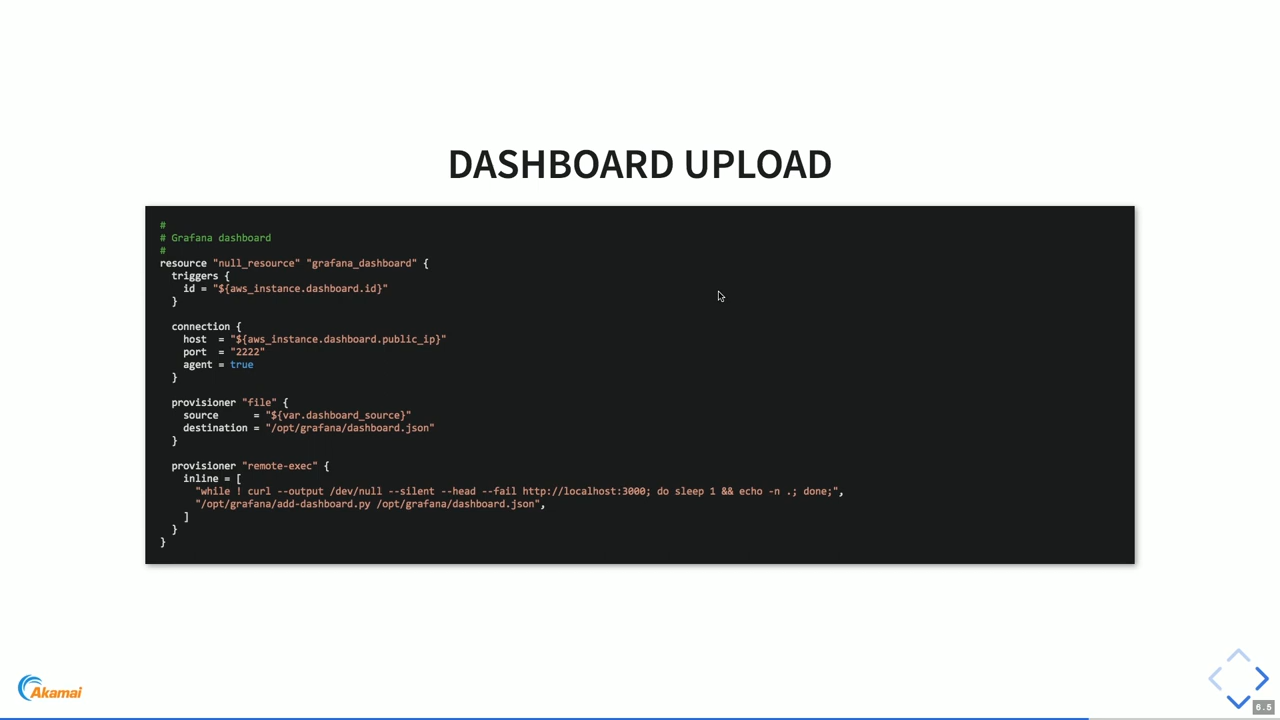 DASHBOARD UPLOAD
#
# Grafana dashboard
#
resource "null_resource" "grafana_dashboard" {
  triggers {
    id = "${aws_instance.dashboard.id}"
  }

  connection {
    host  = "${aws_instance.dashboard.public_ip}"
    port  = "2222"
    agent = true
  }

  provisioner "file" {
    source      = "${var.dashboard_source}"
    destination = "/opt/grafana/dashboard.json"
  }

  provisioner "remote-exec" {
    inline = [
      "while ! curl --output /dev/null --silent --head --fail http://localhost:3000; do sleep 1 && echo -n .; done;",
      "/opt/grafana/add-dashboard.py /opt/grafana/dashboard.json",
    ]
  }
}
Akamai
6.5